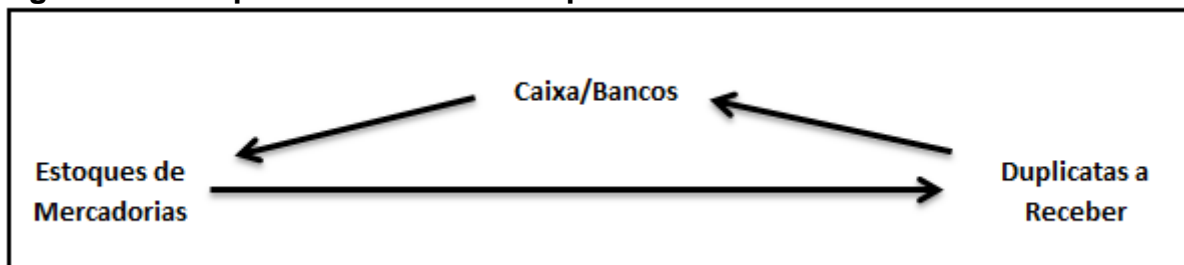 Caixa/Bancos
Estoques de
Mercadorias
Duplicatas a
Receber